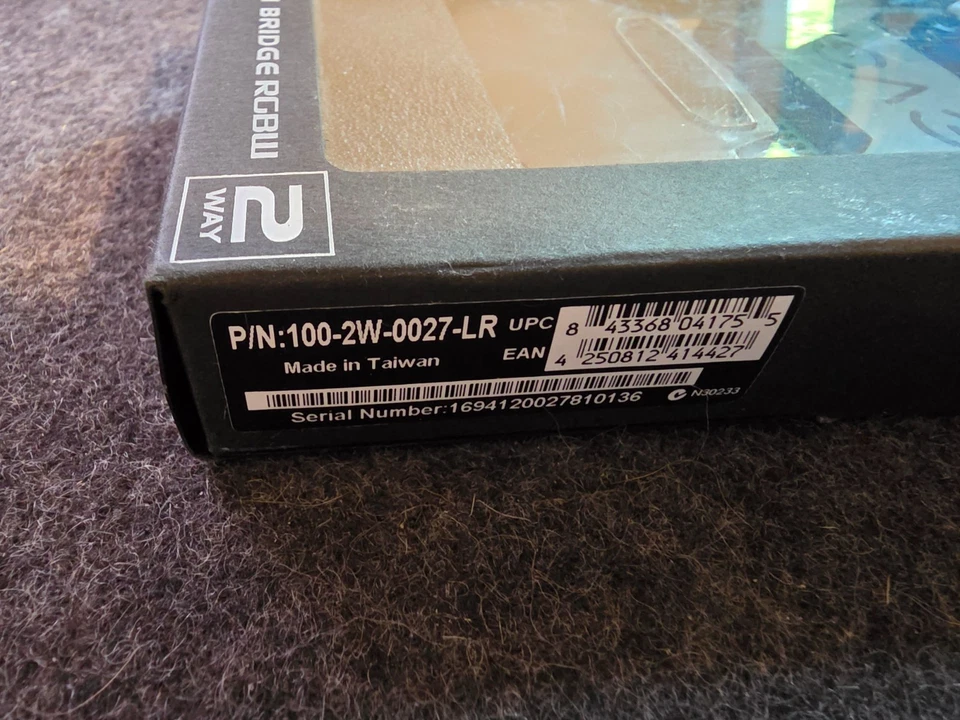 BRIDGE RGBW
2
WAY
P/N:100-2W-0027-LR
UPC
8 43368 04175 5
EAN
4 250812 414427
Made in Taiwan
Serial Number:1694120027810136
N30233